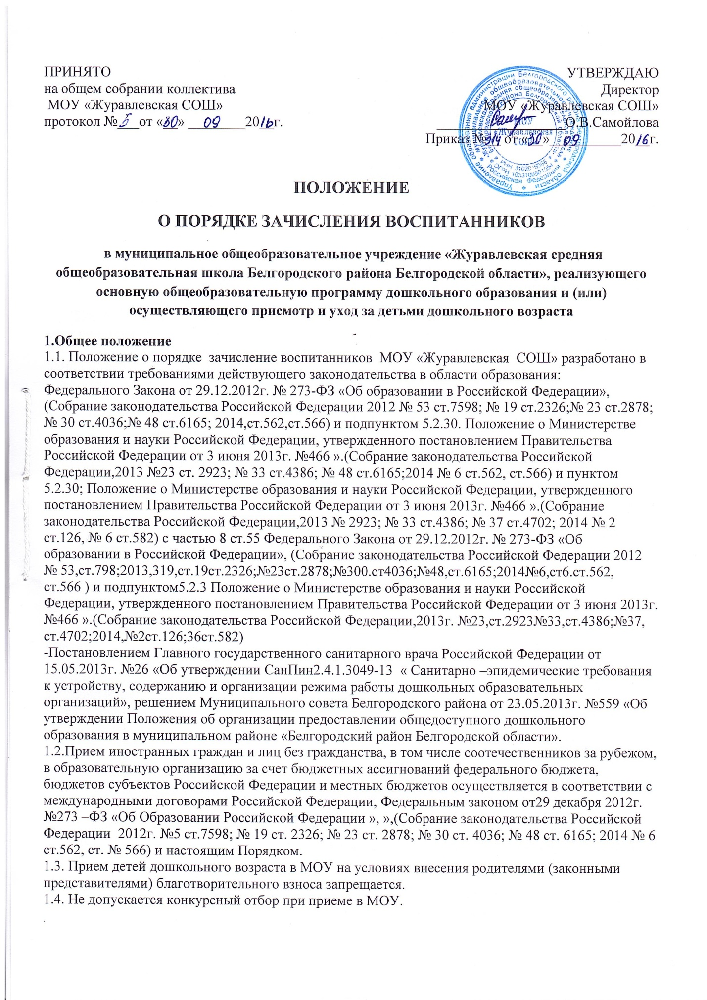 ПРИНЯТО
на общем собрании коллектива
МОУ «Журавлевская СОШ»
протокол № 5 от «30» 09 2016г.
УТВЕРЖДАЮ
Директор
МОУ «Журавлевская СОШ»
О.В.Самойлова
Приказ № 314 от «30» 09 2016г.
ПОЛОЖЕНИЕ
О ПОРЯДКЕ ЗАЧИСЛЕНИЯ ВОСПИТАННИКОВ
в муниципальное общеобразовательное учреждение «Журавлевская средняя
общеобразовательная школа Белгородского района Белгородской области», реализующего
основную общеобразовательную программу дошкольного образования и (или)
осуществляющего присмотр и уход за детьми дошкольного возраста
1.Общее положение
1.1. Положение о порядке зачисление воспитанников МОУ «Журавлевская СОШ» разработано в
соответствии требованиями действующего законодательства в области образования:
Федерального Закона от 29.12.2012г. № 273-ФЗ «Об образовании в Российской Федерации»,
(Собрание законодательства Российской Федерации 2012 № 53 ст.7598; № 19 ст.2326;№ 23 ст.2878;
№ 30 ст.4036;№ 48 ст.6165; 2014,ст.562,ст.566) и подпунктом 5.2.30. Положение о Министерстве
образования и науки Российской Федерации, утвержденного постановлением Правительства
Российской Федерации от 3 июня 2013г. №466 ».(Собрание законодательства Российской
Федерации,2013 №23 ст. 2923; № 33 ст.4386; № 48 ст.6165;2014 № 6 ст.562, ст.566) и пунктом
5.2.30; Положение о Министерстве образования и науки Российской Федерации, утвержденного
постановлением Правительства Российской Федерации от 3 июня 2013г. №466 ».(Собрание
законодательства Российской Федерации,2013 № 2923; № 33 ст.4386; № 37 ст.4702; 2014 № 2
ст.126, № 6 ст.582) с частью 8 ст.55 Федерального Закона от 29.12.2012г. № 273-ФЗ «Об
образовании в Российской Федерации», (Собрание законодательства Российской Федерации 2012
№ 53,ст.798;2013,319,ст.19ст.2326;№23ст.2878;№300.ст4036;№48,ст.6165;2014№6,ст6.ст.562,
ст.566 ) и подпунктом5.2.3 Положение о Министерстве образования и науки Российской
Федерации, утвержденного постановлением Правительства Российской Федерации от 3 июня 2013г.
№466 ».(Собрание законодательства Российской Федерации,2013г. №23,ст.2923№33,ст.4386;№37,
ст.4702;2014,№2ст.126;36ст.582)
-Постановлением Главного государственного санитарного врача Российской Федерации от
15.05.2013г. №26 «Об утверждении СанПин2.4.1.3049-13 « Санитарно –эпидемические требования
к устройству, содержанию и организации режима работы дошкольных образовательных
организаций», решением Муниципального совета Белгородского района от 23.05.2013г. №559 «Об
утверждении Положения об организации предоставлении общедоступного дошкольного
образования в муниципальном районе «Белгородский район Белгородской области».
1.2.Прием иностранных граждан и лиц без гражданства, в том числе соотечественников за рубежом,
в образовательную организацию за счет бюджетных ассигнований федерального бюджета,
бюджетов субъектов Российской Федерации и местных бюджетов осуществляется в соответствии с
международными договорами Российской Федерации, Федеральным законом от29 декабря 2012г.
№273 –ФЗ «Об Образовании Российской Федерации », »,(Собрание законодательства Российской
Федерации 2012г. №5 ст.7598; № 19 ст. 2326; № 23 ст. 2878; № 30 ст. 4036; № 48 ст. 6165; 2014 № 6
ст.562, ст. № 566) и настоящим Порядком.
1.3. Прием детей дошкольного возраста в МОУ на условиях внесения родителями (законными
представителями) благотворительного взноса запрещается.
1.4. Не допускается конкурсный отбор при приеме в МОУ.